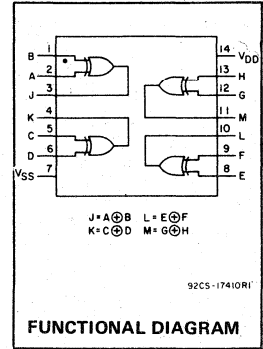 B 1 14 VDD
A 2 13 H
J 3 12 G
K 4 11 M
C 5 10 L
D 6 9 F
VSS 7 8 E
J=A⊕B L=E⊕F
K=C⊕D M=G⊕H
92CS-17410R1
FUNCTIONAL DIAGRAM